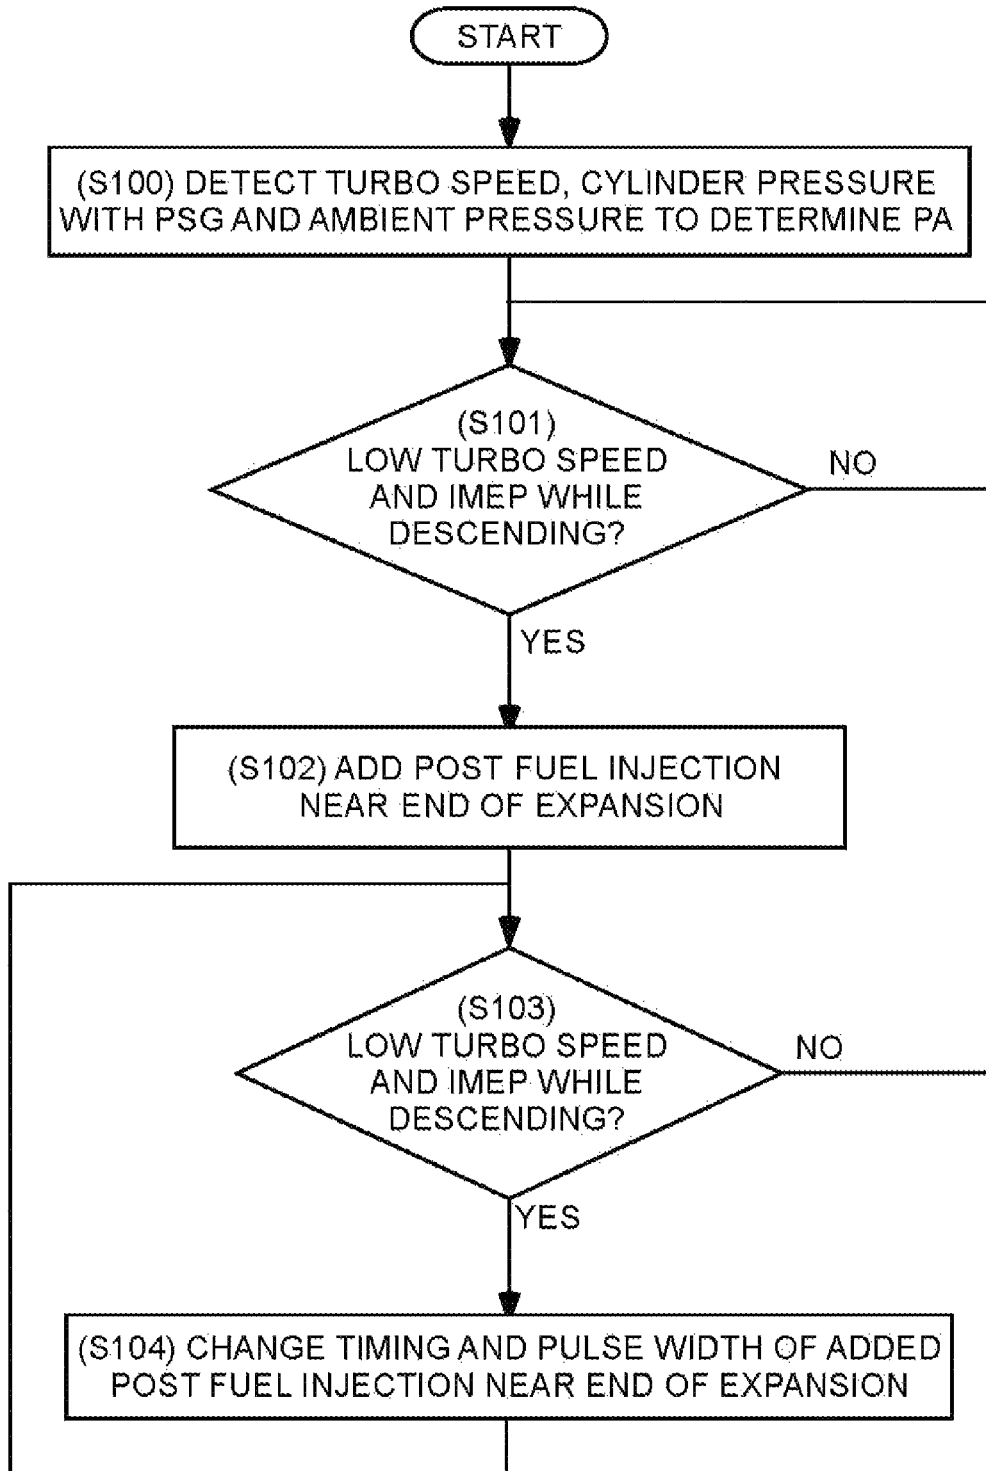 START
(S100) DETECT TURBO SPEED, CYLINDER PRESSURE
WITH PSG AND AMBIENT PRESSURE TO DETERMINE PA
(S101)
LOW TURBO SPEED
AND IMEP WHILE
DESCENDING?
NO
YES
(S102) ADD POST FUEL INJECTION
NEAR END OF EXPANSION
(S103)
LOW TURBO SPEED
AND IMEP WHILE
DESCENDING?
NO
YES
(S104) CHANGE TIMING AND PULSE WIDTH OF ADDED
POST FUEL INJECTION NEAR END OF EXPANSION